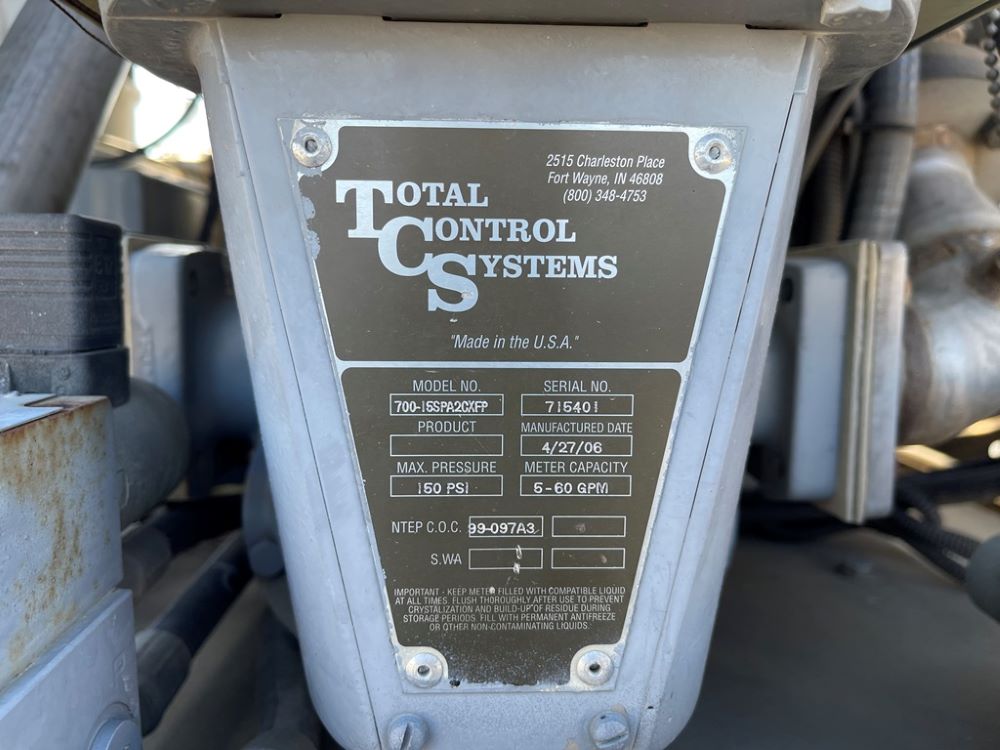 2515 Charleston Place
Fort Wayne, IN 46808
(800) 348-4753
TOTAL
CONTROL
SYSTEMS
"Made in the U.S.A."
MODEL NO. SERIAL NO.
700-15SPA2CXFP 715401
PRODUCT MANUFACTURED DATE
4/27/06
MAX. PRESSURE METER CAPACITY
150 PSI 5-60 GPM
NTEP C.O.C. 99-097A3
S.WA
IMPORTANT - KEEP METER FILLED WITH COMPATIBLE LIQUID
AT ALL TIMES. FLUSH THOROUGHLY AFTER USE TO PREVENT
CRYSTALIZATION AND BUILD-UP OF RESIDUE DURING
STORAGE PERIODS. FILL WITH PERMANENT ANTIFREEZE
OR OTHER NON-CONTAMINATING LIQUIDS.